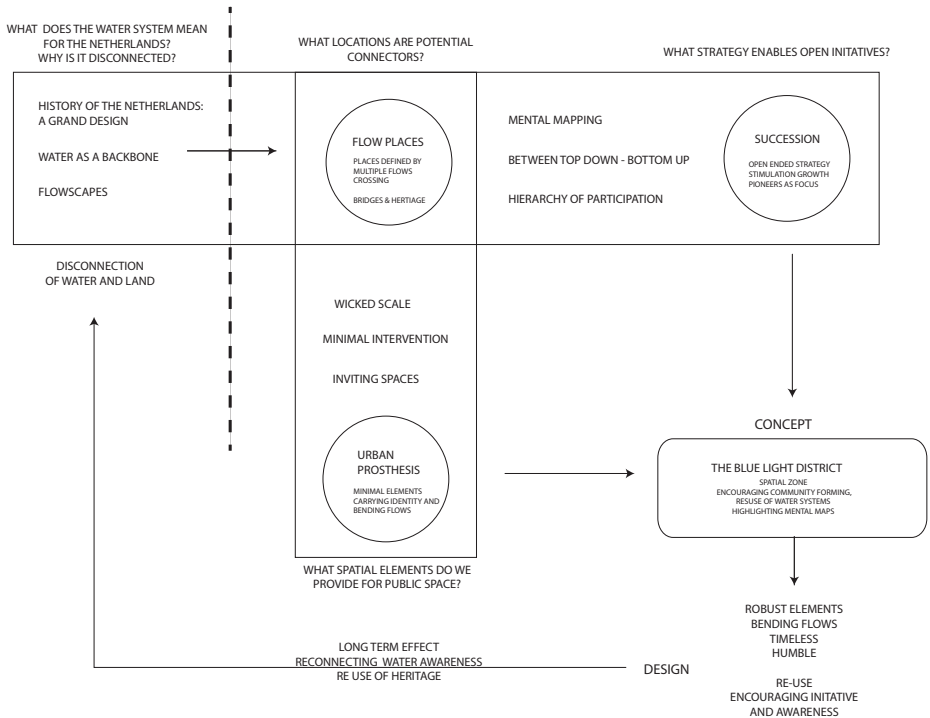 WHAT DOES THE WATER SYSTEM MEAN
FOR THE NETHERLANDS?
WHY IS IT DISCONNECTED?
WHAT LOCATIONS ARE POTENTIAL
CONNECTORS?
WHAT STRATEGY ENABLES OPEN INITATIVES?
HISTORY OF THE NETHERLANDS:
A GRAND DESIGN
WATER AS A BACKBONE
FLOWSCAPES
FLOW PLACES
PLACES DEFINED BY
MULTIPLE FLOWS
CROSSING
BRIDGES & HERTIAGE
MENTAL MAPPING
BETWEEN TOP DOWN - BOTTOM UP
HIERARCHY OF PARTICIPATION
SUCCESSION
OPEN ENDED STRATEGY
STIMULATION GROWTH
PIONEERS AS FOCUS
DISCONNECTION
OF WATER AND LAND
WICKED SCALE
MINIMAL INTERVENTION
INVITING SPACES
URBAN
PROSTHESIS
MINIMAL ELEMENTS
CARRYING IDENTITY AND
BENDING FLOWS
WHAT SPATIAL ELEMENTS DO WE
PROVIDE FOR PUBLIC SPACE?
CONCEPT
THE BLUE LIGHT DISTRICT
SPATIAL ZONE
ENCOURAGING COMMUNITY FORMING,
RESUSE OF WATER SYSTEMS
HIGHLIGHTING MENTAL MAPS
ROBUST ELEMENTS
BENDING FLOWS
TIMELESS
HUMBLE
RE-USE
ENCOURAGING INITATIVE
AND AWARENESS
DESIGN
LONG TERM EFFECT
RECONNECTING WATER AWARENESS
RE USE OF HERITAGE